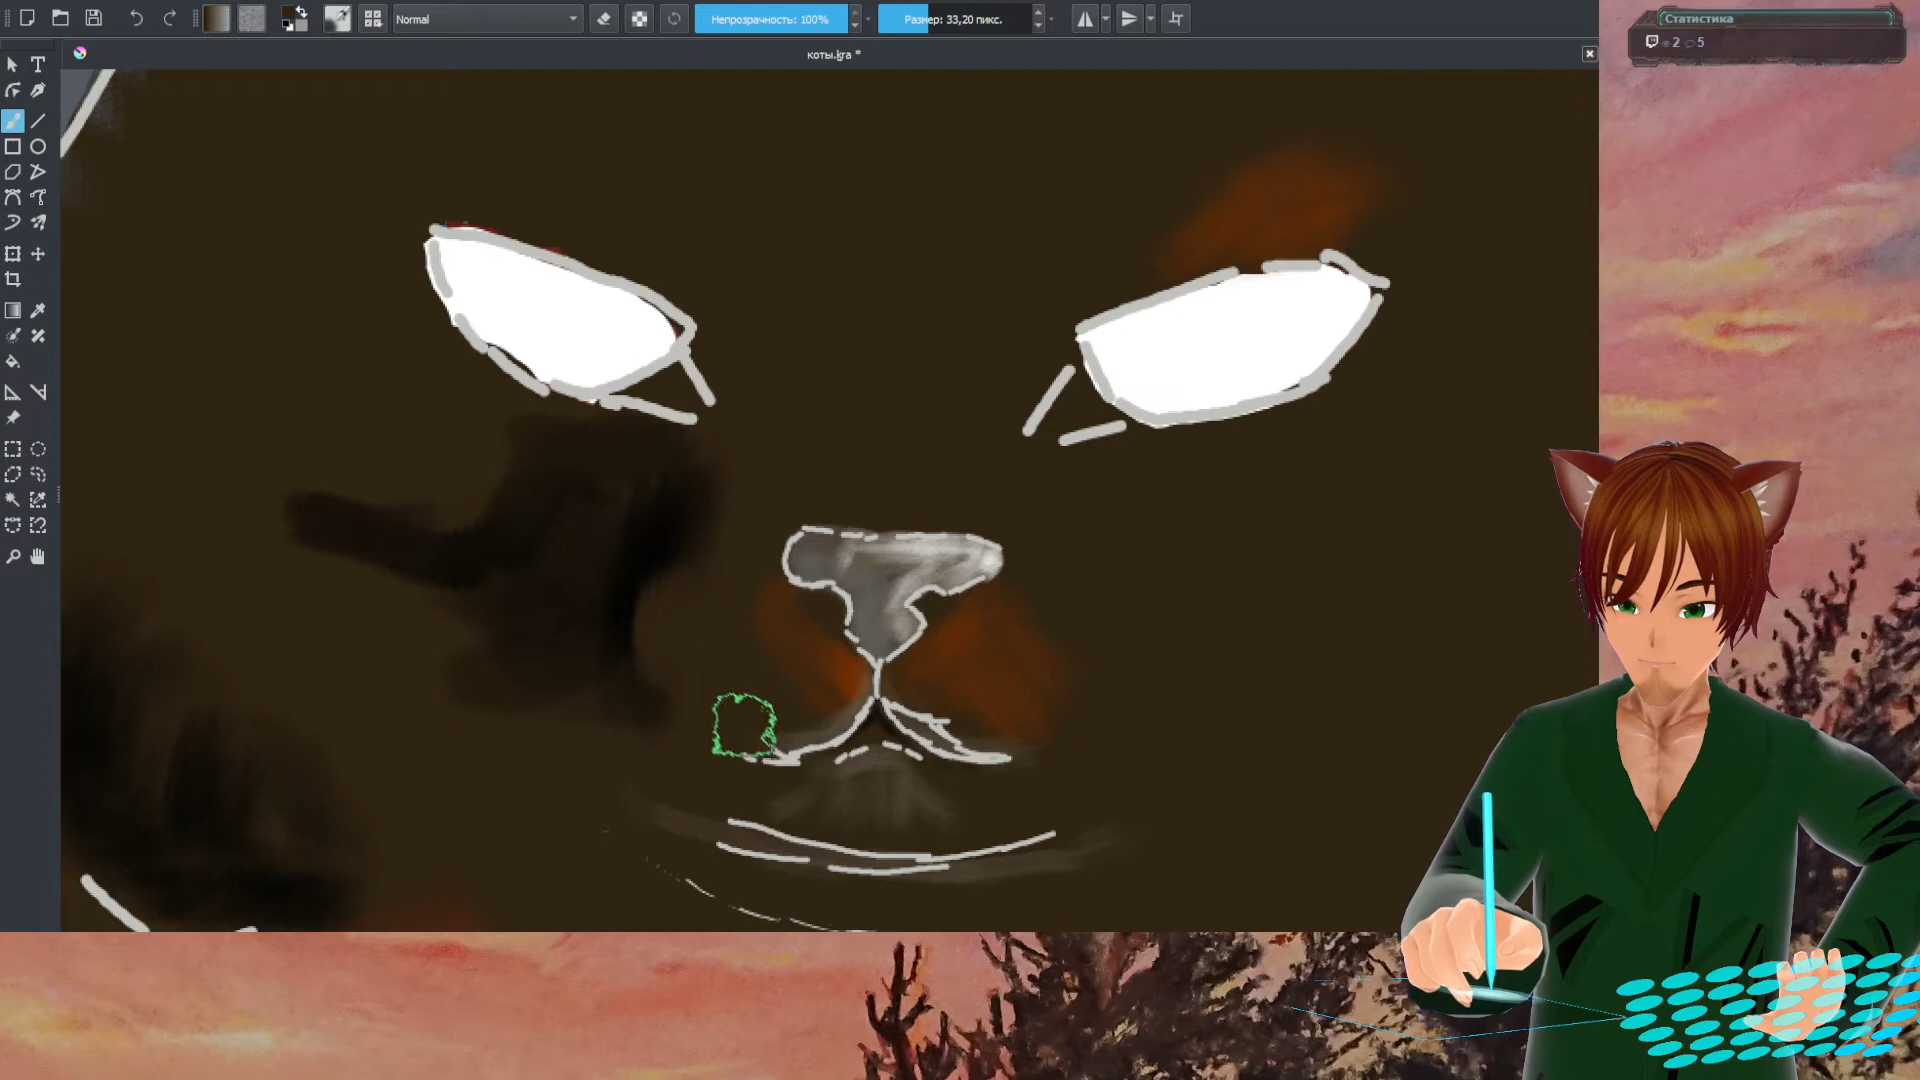 Normal
Непрозрачность: 100%
Размер: 33,20 пикс.
коты.kra *
Статистика
2 5